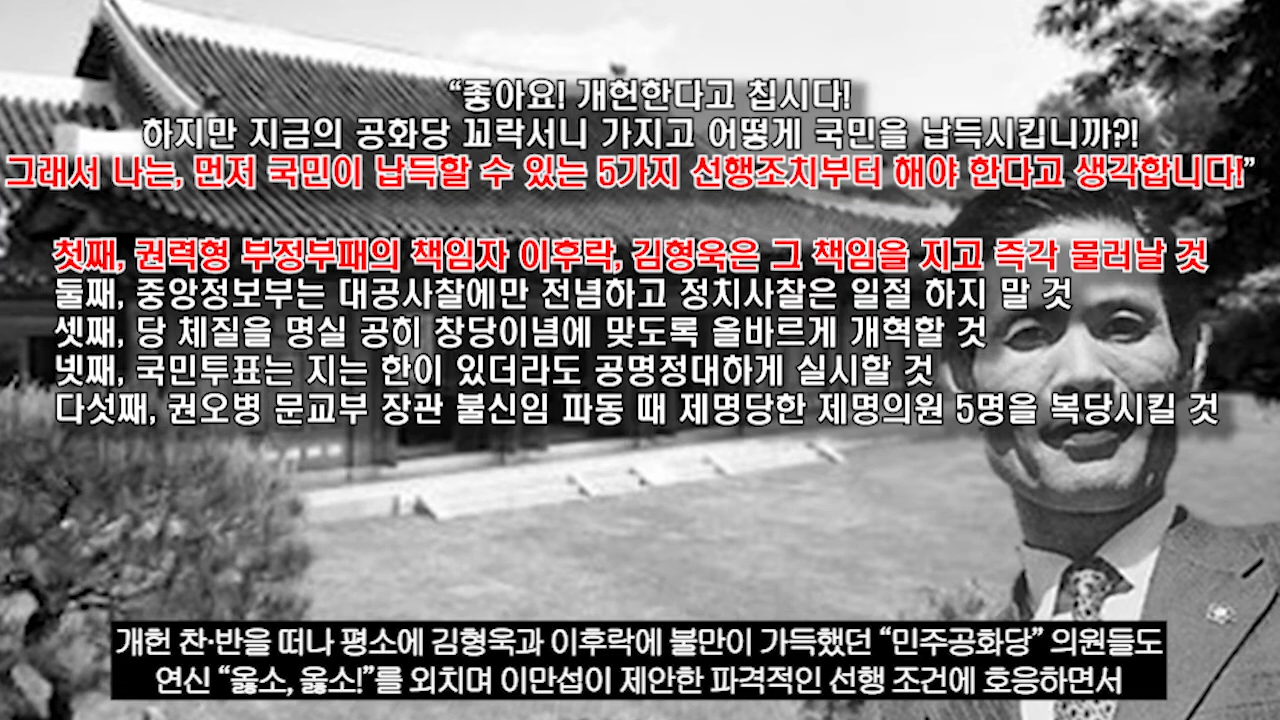 “좋아요! 개헌한다고 칩시다!
하지만 지금의 공화당 꼬락서니 가지고 어떻게 국민을 납득시킵니까?!
그래서 나는, 먼저 국민이 납득할 수 있는 5가지 선행조치부터 해야 한다고 생각합니다!”
첫째, 권력형 부정부패의 책임자 이후락, 김형욱은 그 책임을 지고 즉각 물러날 것
둘째, 중앙정보부는 대공사찰에만 전념하고 정치사찰은 일절 하지 말 것
셋째, 당 체질을 명실 공히 창당이념에 맞도록 올바르게 개혁할 것
넷째, 국민투표는 지는 한이 있더라도 공명정대하게 실시할 것
다섯째, 권오병 문교부 장관 불신임 파동 때 제명당한 제명의원 5명을 복당시킬 것
개헌 찬·반을 떠나 평소에 김형욱과 이후락에 불만이 가득했던 “민주공화당” 의원들도
연신 “옳소, 옳소!”를 외치며 이만섭이 제안한 파격적인 선행 조건에 호응하면서